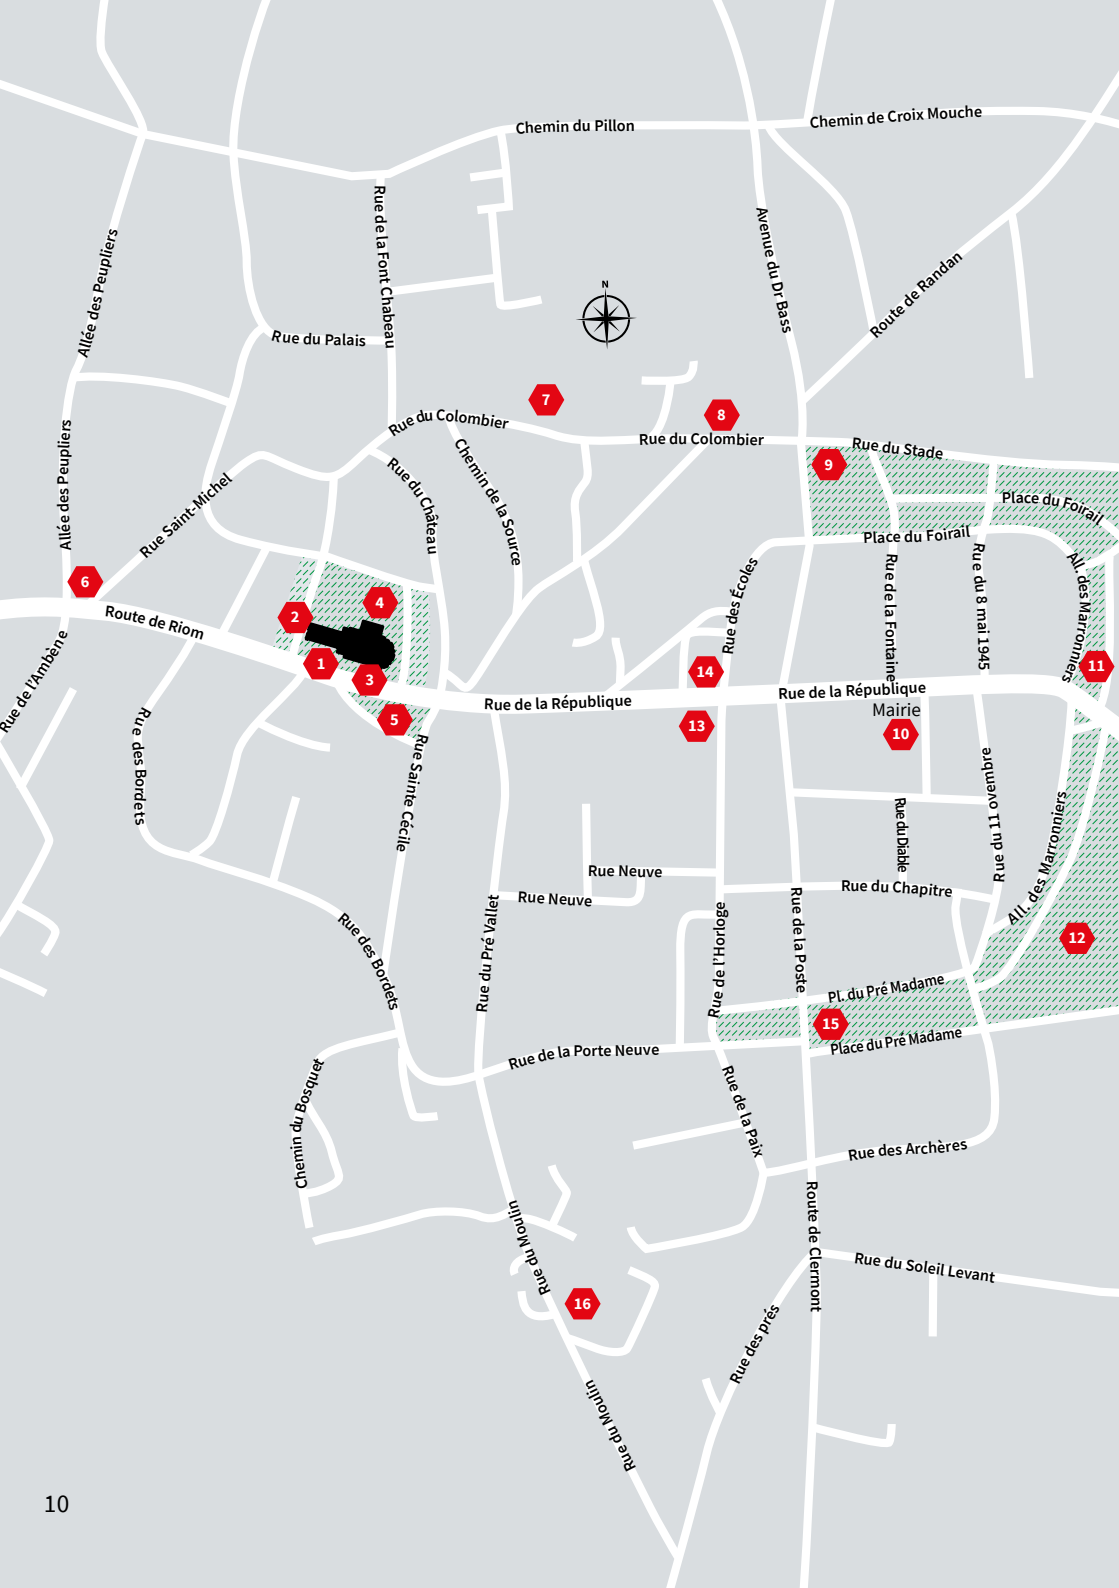 Chemin du Pillon
Chemin de Croix Mouche
Rue de la Font Chabeau
Avenue du Dr Bass
Allée des Peupliers
Route de Randan
N
Rue du Palais
7
8
Rue du Colombier
Rue du Colombier
Rue du Stade
9
Allée des Peupliers
Rue Saint-Michel
Rue du Château
Chemin de la Source
Place du Foirail
Place du Foirail
6
Rue des Écoles
Rue de la Fontaine
Rue du 8 mai 1945
All. des Marronniers
4
2
Route de Riom
Rue de l'Ambène
1
3
14
11
5
Rue de la République
Rue de la République
Mairie
13
10
Rue des Bordets
Rue Sainte Cécile
Rue du 11 novembre
Rue du Diable
All. des Marronniers
Rue Neuve
Rue Neuve
Rue du Chapitre
Rue des Bordets
Rue du Pré Vallet
Rue de l'Horloge
Rue de la Poste
12
Pl. du Pré Madame
15
Place du Pré Madame
Rue de la Porte Neuve
Chemin du Bosquet
Rue de la Paix
Rue des Archères
Rue du Moulin
Route de Clermont
Rue du Soleil Levant
16
Rue des prés
Rue du Moulin
10